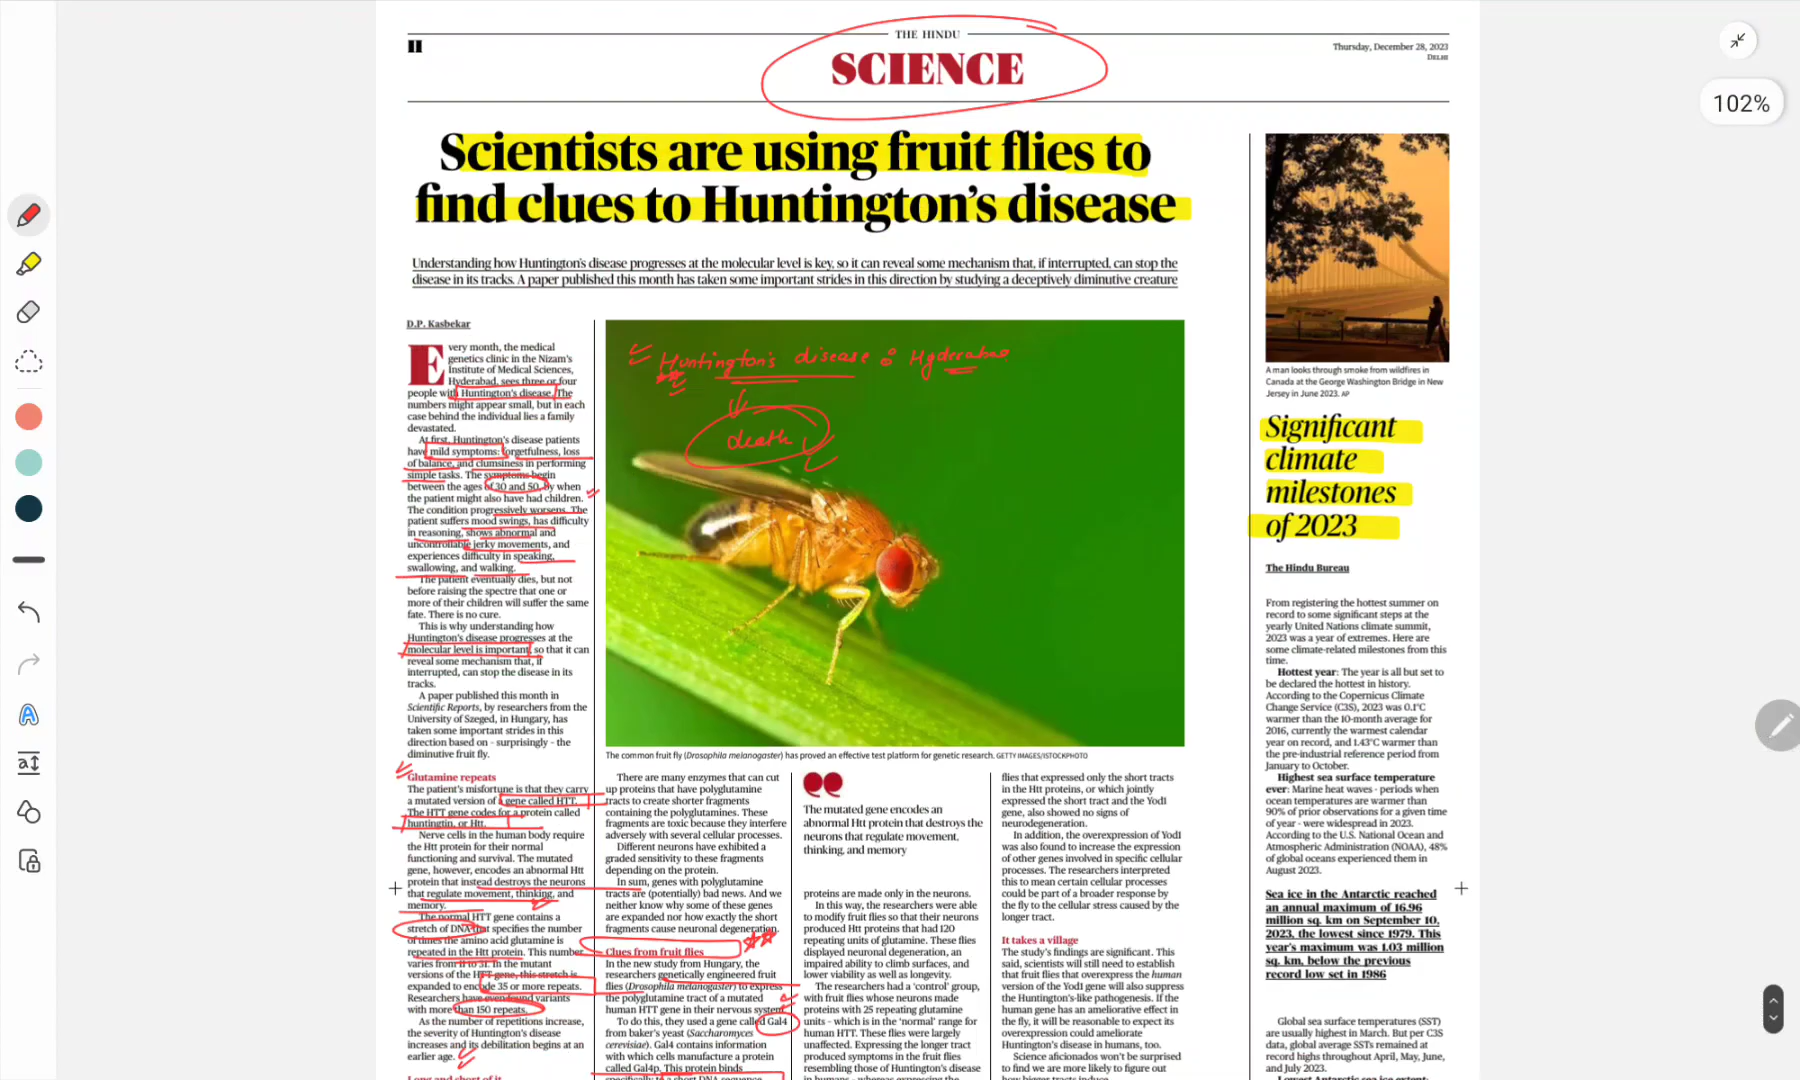 THE HINDU
SCIENCE
Thursday, December 28, 2023
DELHI
102%
Scientists are using fruit flies to
find clues to Huntington's disease
Understanding how Huntington's disease progresses at the molecular level is key, so it can reveal some mechanism that, if interrupted, can stop the
disease in its tracks. A paper published this month has taken some important strides in this direction by studying a deceptively diminutive creature
D.P. Kasbekar
Every month, the medical
genetics clinic in the Nizam's
Institute of Medical Sciences,
Hyderabad, sees three or four
people with Huntington's disease. The
numbers might appear small, but in each
case behind the individual lies a family
devastated.
At first, Huntington's disease patients
have mild symptoms: forgetfulness, loss
of balance, and clumsiness in performing
simple tasks. The symptoms begin
between the ages of 30 and 50, by when
the patient might also have had children.
The condition progressively worsens. The
patient suffers mood swings, has difficulty
in reasoning, shows abnormal and
uncontrollable jerky movements, and
experiences difficulty in speaking,
swallowing, and walking.
The patient eventually dies, but not
before raising the spectre that one or
more of their children will suffer the same
fate. There is no cure.
This is why understanding how
Huntington's disease progresses at the
molecular level is important, so that it can
reveal some mechanism that, if
interrupted, can stop the disease in its
tracks.
A paper published this month in
Scientific Reports, by researchers from the
University of Szeged, in Hungary, has
taken some important strides in this
direction based on - surprisingly - the
diminutive fruit fly.
Glutamine repeats
The patient's misfortune is that they carry
a mutated version of a gene called HTT.
The HTT gene codes for a protein called
huntingtin, or Htt.
Nerve cells in the human body require
the Htt protein for their normal
functioning and survival. The mutated
gene, however, encodes an abnormal Htt
protein that instead destroys the neurons
that regulate movement, thinking, and
memory.
The normal HTT gene contains a
stretch of DNA that specifies the number
of times the amino acid glutamine is
repeated in the Htt protein. This number
varies from 11 to 31. In the mutant
versions of the HTT gene, this stretch is
expanded to encode 35 or more repeats.
Researchers have even found variants
with more than 150 repeats.
As the number of repetitions increase,
the severity of Huntington's disease
increases and its debilitation begins at an
earlier age.
Long and short of it
Huntington's disease : Hyderabad
death
The common fruit fly (Drosophila melanogaster) has proved an effective test platform for genetic research. GETTY IMAGES/ISTOCKPHOTO
There are many enzymes that can cut
up proteins that have polyglutamine
tracts to create shorter fragments
containing the polyglutamines. These
fragments are toxic because they interfere
adversely with several cellular processes.
Different neurons have exhibited a
graded sensitivity to these fragments
depending on the protein.
In sum, genes with polyglutamine
tracts are (potentially) bad news. And we
neither know why some of these genes
are expanded nor how exactly the short
fragments cause neuronal degeneration.
Clues from fruit flies
In the new study from Hungary, the
researchers genetically engineered fruit
flies (Drosophila melanogaster) to express
the polyglutamine tract of a mutated
human HTT gene in their nervous system.
To do this, they used a gene called Gal4
from baker's yeast (Saccharomyces
cerevisiae). Gal4 contains information
with which cells manufacture a protein
called Gal4p. This protein binds
specifically to a short DNA sequence
The mutated gene encodes an
abnormal Htt protein that destroys the
neurons that regulate movement,
thinking, and memory
proteins are made only in the neurons.
In this way, the researchers were able
to modify fruit flies so that their neurons
produced Htt proteins that had 120
repeating units of glutamine. These flies
displayed neuronal degeneration, an
impaired ability to climb surfaces, and
lower viability as well as longevity.
The researchers had a 'control' group,
with fruit flies whose neurons made
proteins with 25 repeating glutamine
units - which is in the 'normal' range for
human HTT. These flies were largely
unaffected. Expressing the longer tract
produced symptoms in the fruit flies
resembling those of Huntington's disease
in humans - whereas expressing the
flies that expressed only the short tracts
in the Htt proteins, or which jointly
expressed the short tract and the Yod1
gene, also showed no signs of
neurodegeneration.
In addition, the overexpression of Yod1
was also found to increase the expression
of other genes involved in specific cellular
processes. The researchers interpreted
this to mean certain cellular processes
could be part of a broader response by
the fly to the cellular stress caused by the
longer tract.
It takes a village
The study's findings are significant. This
said, scientists will still need to establish
that fruit flies that overexpress the human
version of the Yod1 gene will also suppress
the Huntington's-like pathogenesis. If the
human gene has an ameliorative effect in
the fly, it will be reasonable to expect its
overexpression could ameliorate
Huntington's disease in humans, too.
Science aficionados won't be surprised
to find we are more likely to figure out
how bigger tracts induce
A man looks through smoke from wildfires in
Canada at the George Washington Bridge in New
Jersey in June 2023. AP
Significant
climate
milestones
of 2023
The Hindu Bureau
From registering the hottest summer on
record to some significant steps at the
yearly United Nations climate summit,
2023 was a year of extremes. Here are
some climate-related milestones from this
time.
Hottest year: The year is all but set to
be declared the hottest in history.
According to the Copernicus Climate
Change Service (C3S), 2023 was 0.1°C
warmer than the 10-month average for
2016, currently the warmest calendar
year on record, and 1.43°C warmer than
the pre-industrial reference period from
January to October.
Highest sea surface temperature
ever: Marine heat waves - periods when
ocean temperatures are warmer than
90% of prior observations for a given time
of year - were widespread in 2023.
According to the U.S. National Ocean and
Atmospheric Administration (NOAA), 48%
of global oceans experienced them in
August 2023.
Sea ice in the Antarctic reached
an annual maximum of 16.96
million sq. km on September 10,
2023, the lowest since 1979. This
year's maximum was 1.03 million
sq. km, below the previous
record low set in 1986
Global sea surface temperatures (SST)
are usually highest in March. But per C3S
data, global average SSTs remained at
record highs throughout April, May, June,
and July 2023.
Lowest Antarctic sea ice extent: